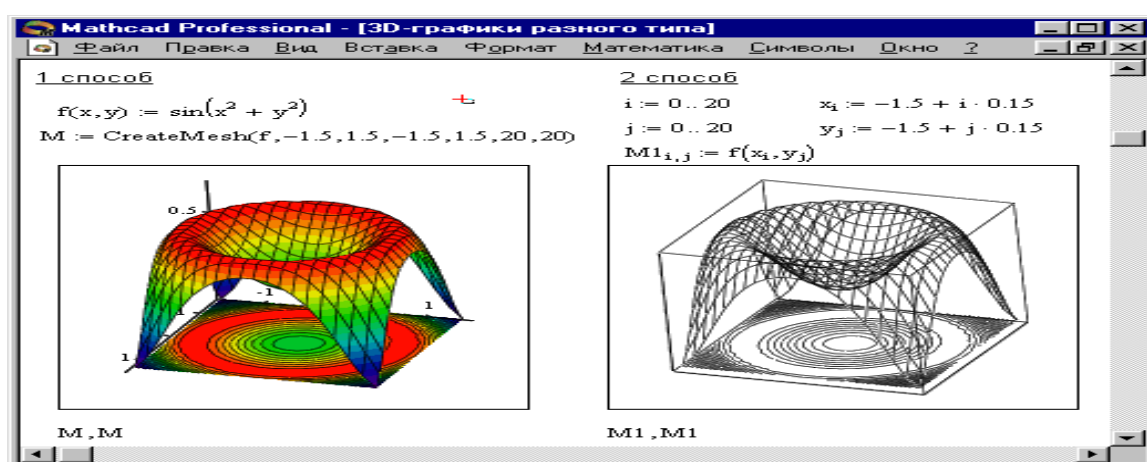 Mathcad Professional - [3D-графики разного типа]
Файл Правка Вид Вставка Формат Математика Символы Окно ?
1 способ
f(x,y) := sin(x² + y²)
M := CreateMesh(f,-1.5,1.5,-1.5,1.5,20,20)
0.5
-1
1
1
1
M,M
2 способ
i := 0.. 20 xᵢ := -1.5 + i · 0.15
j := 0.. 20 yⱼ := -1.5 + j · 0.15
M1ᵢ,ⱼ := f(xᵢ,yⱼ)
M1,M1